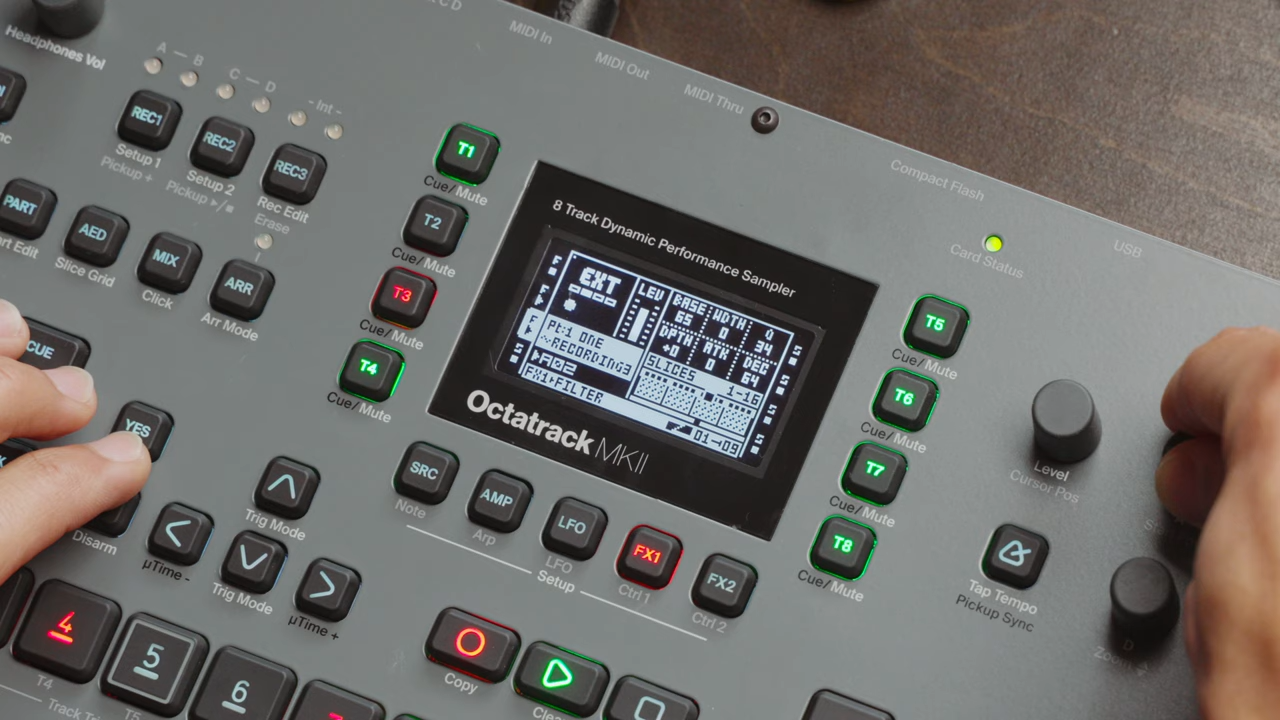 MIDI In
MIDI Out
MIDI Thru
Compact Flash
Card Status
USB
Headphones Vol
A — B
C — D
- Int -
REC1
Setup 1
Pickup +
REC2
Setup 2
REC3
Rec Edit
Erase
PART
AED
Slice Grid
MIX
Click
ARR
Arr Mode
T1
Cue/Mute
T2
Cue/Mute
T3
Cue/Mute
T4
Cue/Mute
8 Track Dynamic Performance Sampler
EXT
LEV
BASE WDTH Q
65 0 34
DPTH ATK DEC
+0 0 64
Pt:1 ONE
~RECORDING3
SLICES 1-16
FX1 FILTER
01→09
Octatrack MKII
T5
Cue/Mute
T6
Cue/Mute
T7
Cue/Mute
T8
Cue/Mute
Level
Cursor Pos
Tap Tempo
Pickup Sync
D
CUE
YES
Disarm
Trig Mode
µTime -
Trig Mode
µTime +
SRC
Note
AMP
Arp
LFO
LFO
Setup
FX1
Ctrl 1
FX2
Ctrl 2
Copy
4
T4
5
T5
6